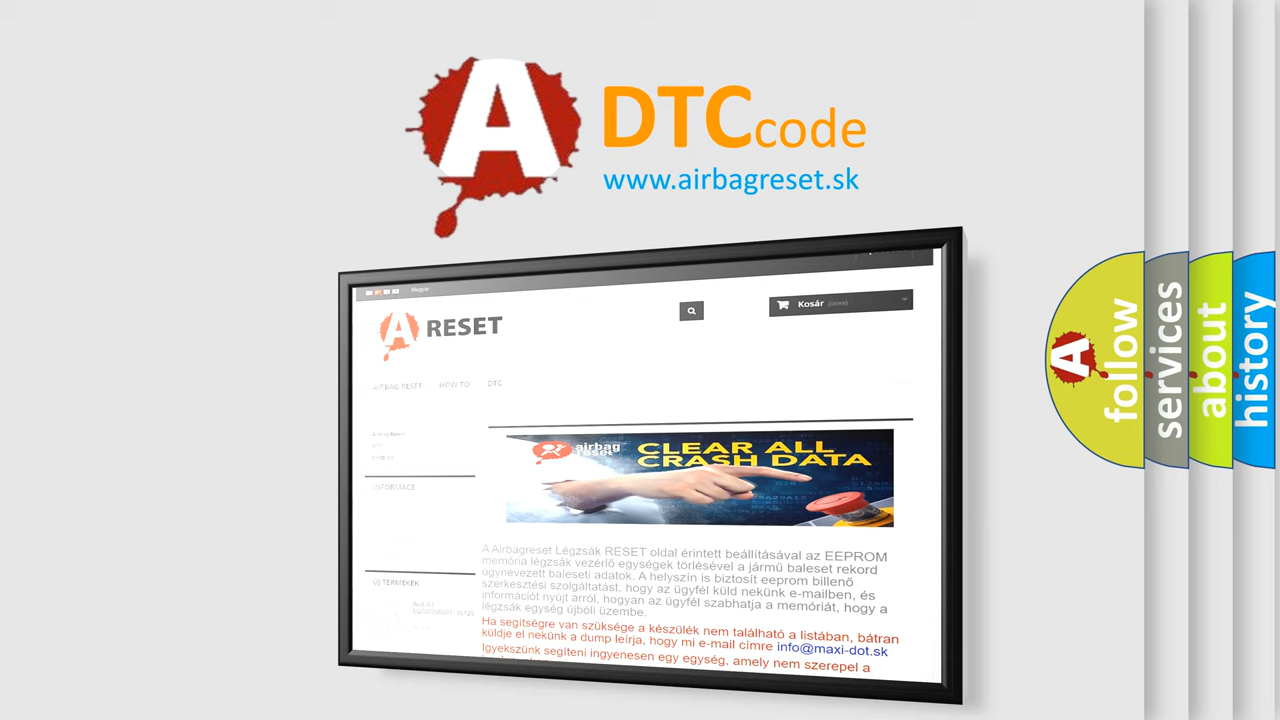 A
DTCcode
www.airbagreset.sk
Magyar
A RESET
Kosár
AIRBAG RESET HOW TO DTC
INFORMACE
ÚJ TERMÉKEK
airbag
reset
CLEAR ALL
CRASH DATA
A Airbagreset Légzsák RESET oldal érintett beállításával az EEPROM
memória légzsák vezérlő egységek törlésével a jármű baleset rekord
úgynevezett baleseti adatok. A helyszín is biztosít eeprom billenő
szerkesztési szolgáltatást, hogy az ügyfél küld nekünk e-mailben, és
információt nyújt arról, hogyan az ügyfél szabhatja a memóriát, hogy a
légzsák egység újbóli üzembe.
Ha segítségre van szüksége a készülék nem található a listában, bátran
küldje el nekünk a dump leírja, hogy mi e-mail címre info@maxi-dot.sk
Igyekszünk segíteni ingyenesen egy egység, amely nem szerepel a
A
follow
services
about
history